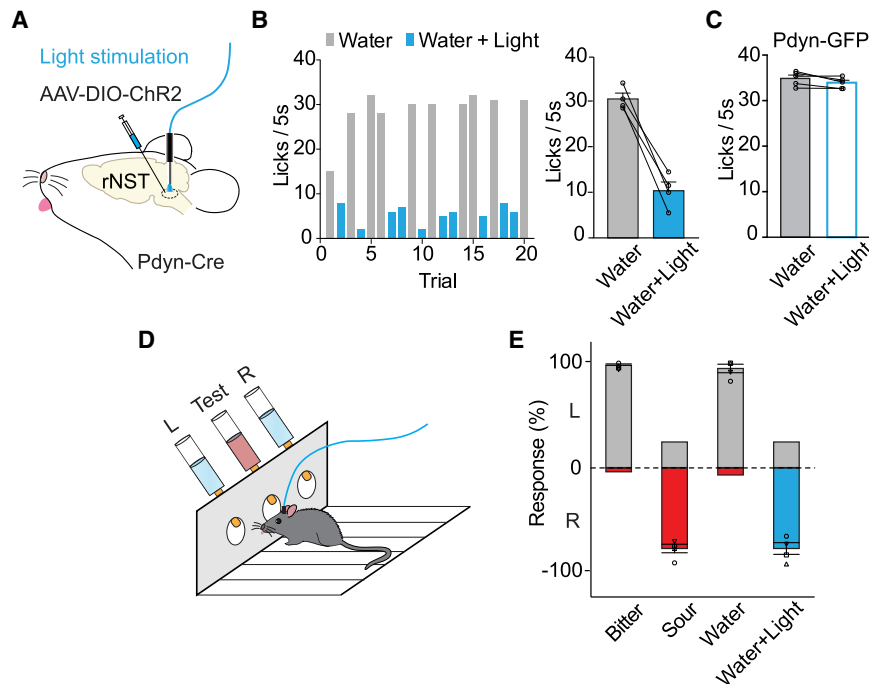 A
Light stimulation
AAV-DIO-ChR2
rNST
Pdyn-Cre
B
Water
Water + Light
Licks / 5s
30
20
10
0
0
5
10
15
20
Trial
Licks / 5s
30
20
10
0
Water
Water+Light
C
Pdyn-GFP
Licks / 5s
40
30
20
10
0
Water
Water+Light
D
L
Test
R
E
Response (%)
L
R
100
0
-100
Bitter
Sour
Water
Water+Light